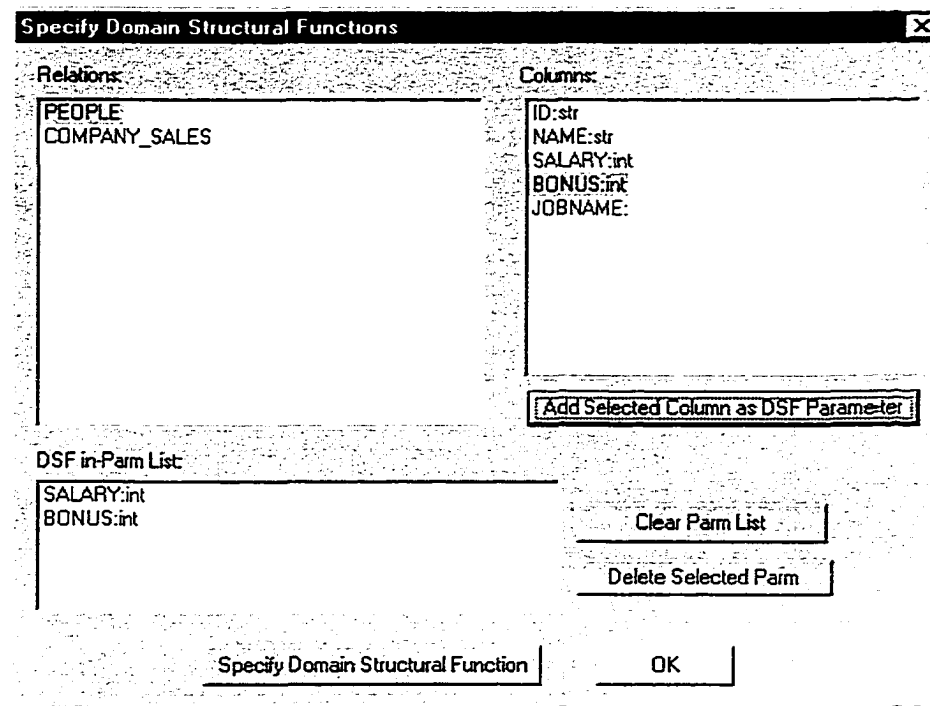 Specify Domain Structural Functions
Relations:
PEOPLE
COMPANY_SALES
Columns:
ID:str
NAME:str
SALARY:int
BONUS:int
JOBNAME:
Add Selected Column as DSF Parameter
DSF in-Parm List:
SALARY:int
BONUS:int
Clear Parm List
Delete Selected Parm
Specify Domain Structural Function
OK